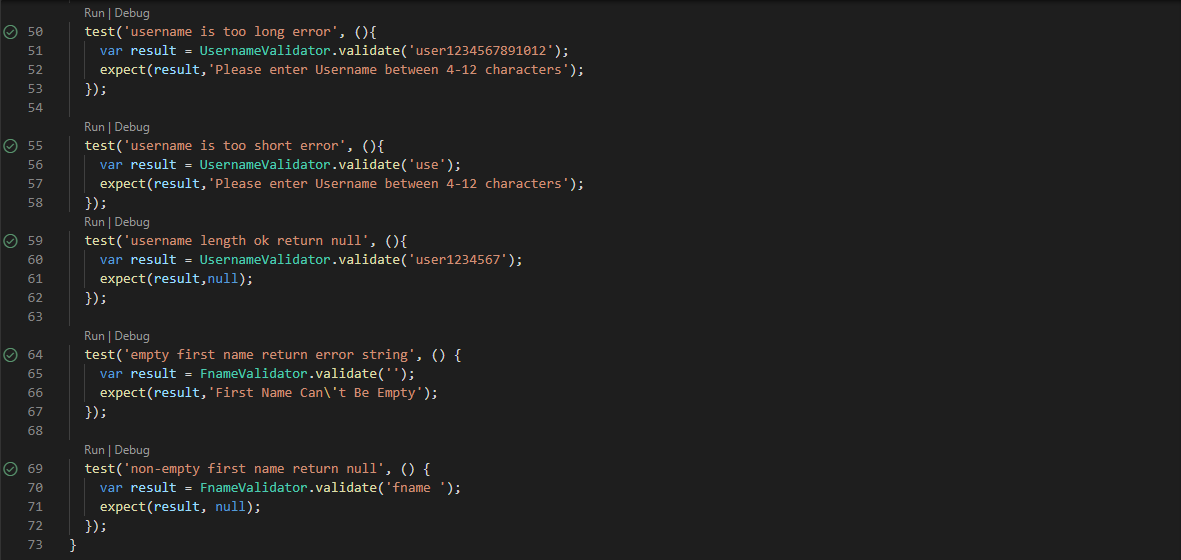 Run | Debug
50 test('username is too long error', (){
51 var result = UsernameValidator.validate('user1234567891012');
52 expect(result,'Please enter Username between 4-12 characters');
53 });
54
Run | Debug
55 test('username is too short error', (){
56 var result = UsernameValidator.validate('use');
57 expect(result,'Please enter Username between 4-12 characters');
58 });
Run | Debug
59 test('username length ok return null', (){
60 var result = UsernameValidator.validate('user1234567');
61 expect(result,null);
62 });
63
Run | Debug
64 test('empty first name return error string', () {
65 var result = FnameValidator.validate('');
66 expect(result,'First Name Can\'t Be Empty');
67 });
68
Run | Debug
69 test('non-empty first name return null', () {
70 var result = FnameValidator.validate('fname ');
71 expect(result, null);
72 });
73 }